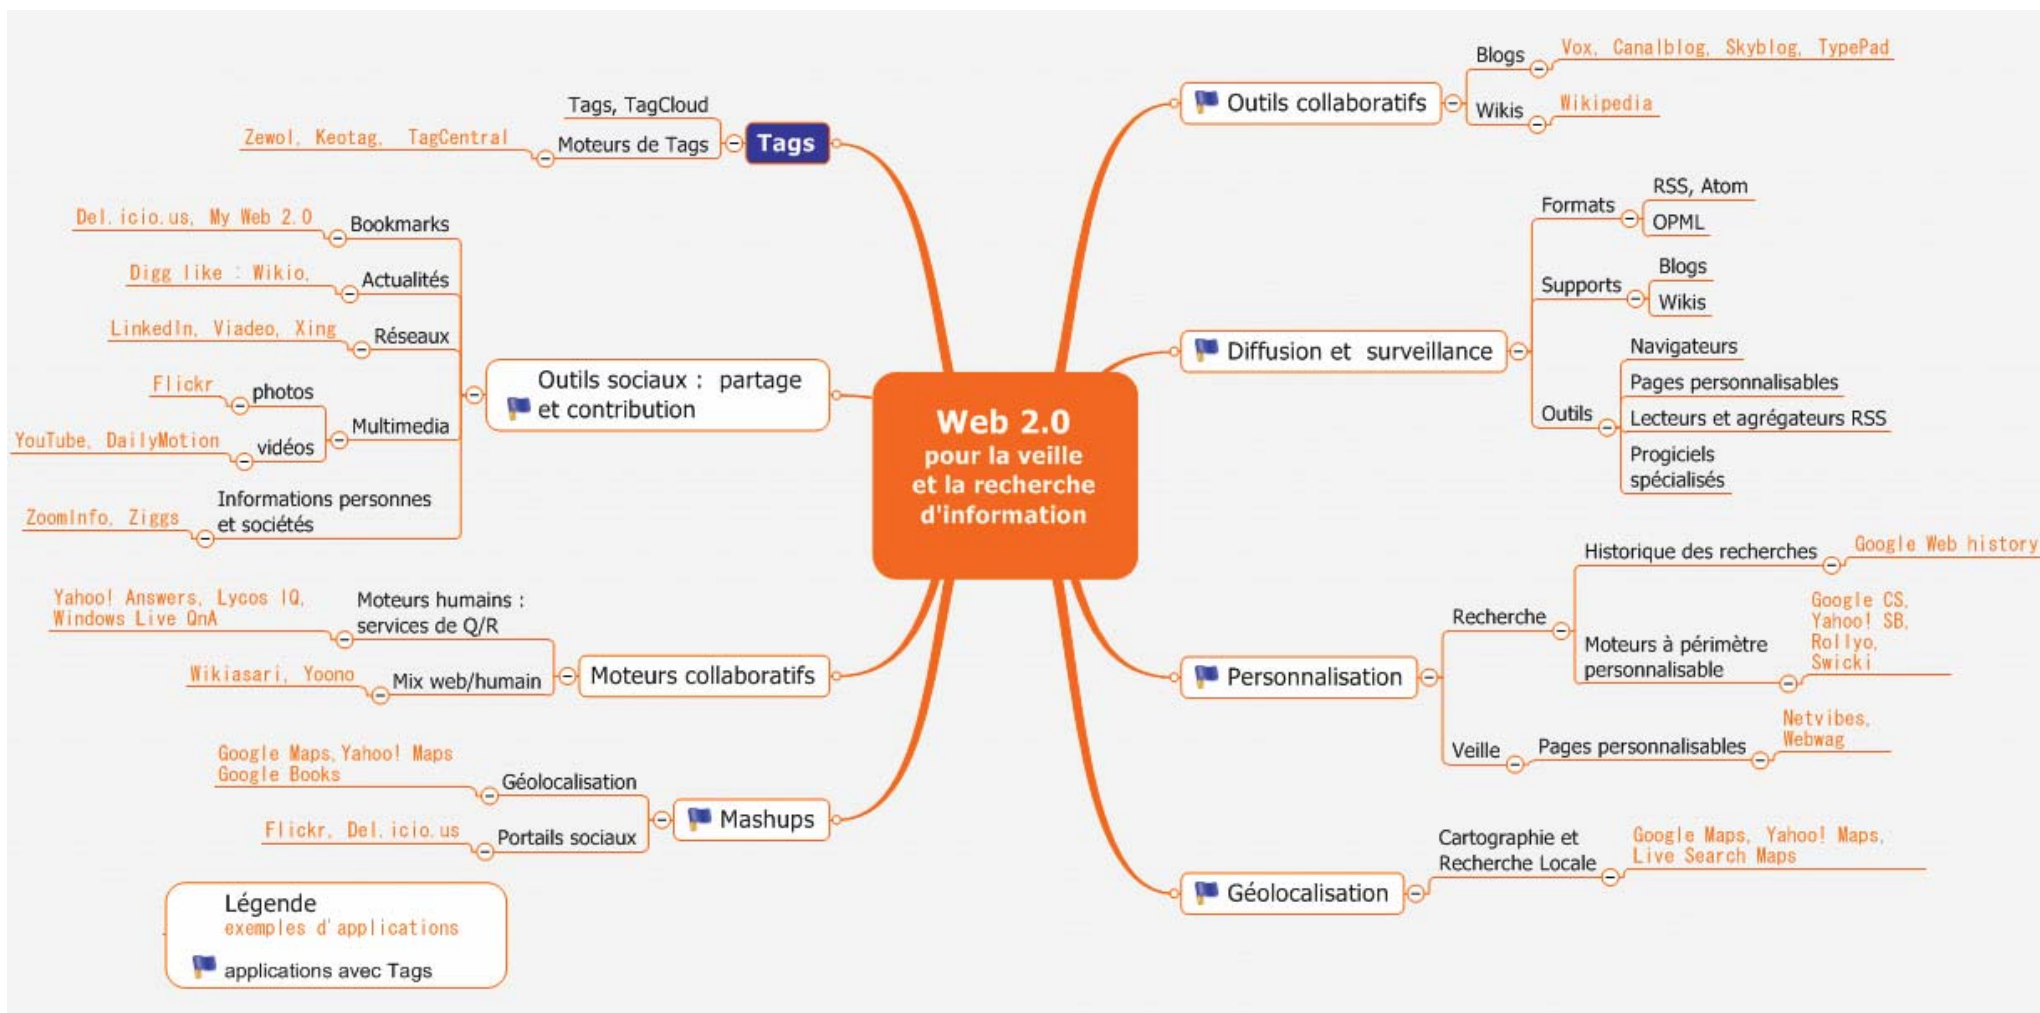 Web 2.0
pour la veille
et la recherche
d'information
Tags
Tags, TagCloud
Moteurs de Tags
Zewol, Keotag, TagCentral
Outils sociaux : partage
et contribution
Bookmarks
Del.icio.us, My Web 2.0
Actualités
Digg like : Wikio,
Réseaux
LinkedIn, Viadeo, Xing
Multimedia
photos
Flickr
vidéos
YouTube, DailyMotion
Informations personnes
et sociétés
ZoomInfo, Ziggs
Moteurs collaboratifs
Moteurs humains :
services de Q/R
Yahoo! Answers, Lycos IQ,
Windows Live QnA
Mix web/humain
Wikiasari, Yoono
Mashups
Géolocalisation
Google Maps,Yahoo! Maps
Google Books
Portails sociaux
Flickr, Del.icio.us
Légende
exemples d'applications
applications avec Tags
Outils collaboratifs
Blogs
Vox, Canalblog, Skyblog, TypePad
Wikis
Wikipedia
Diffusion et surveillance
Formats
RSS, Atom
OPML
Supports
Blogs
Wikis
Outils
Navigateurs
Pages personnalisables
Lecteurs et agrégateurs RSS
Progiciels
spécialisés
Personnalisation
Recherche
Historique des recherches
Google Web history
Moteurs à périmètre
personnalisable
Google CS,
Yahoo! SB,
Rollyo,
Swicki
Veille
Pages personnalisables
Netvibes,
Webwag
Géolocalisation
Cartographie et
Recherche Locale
Google Maps, Yahoo! Maps,
Live Search Maps